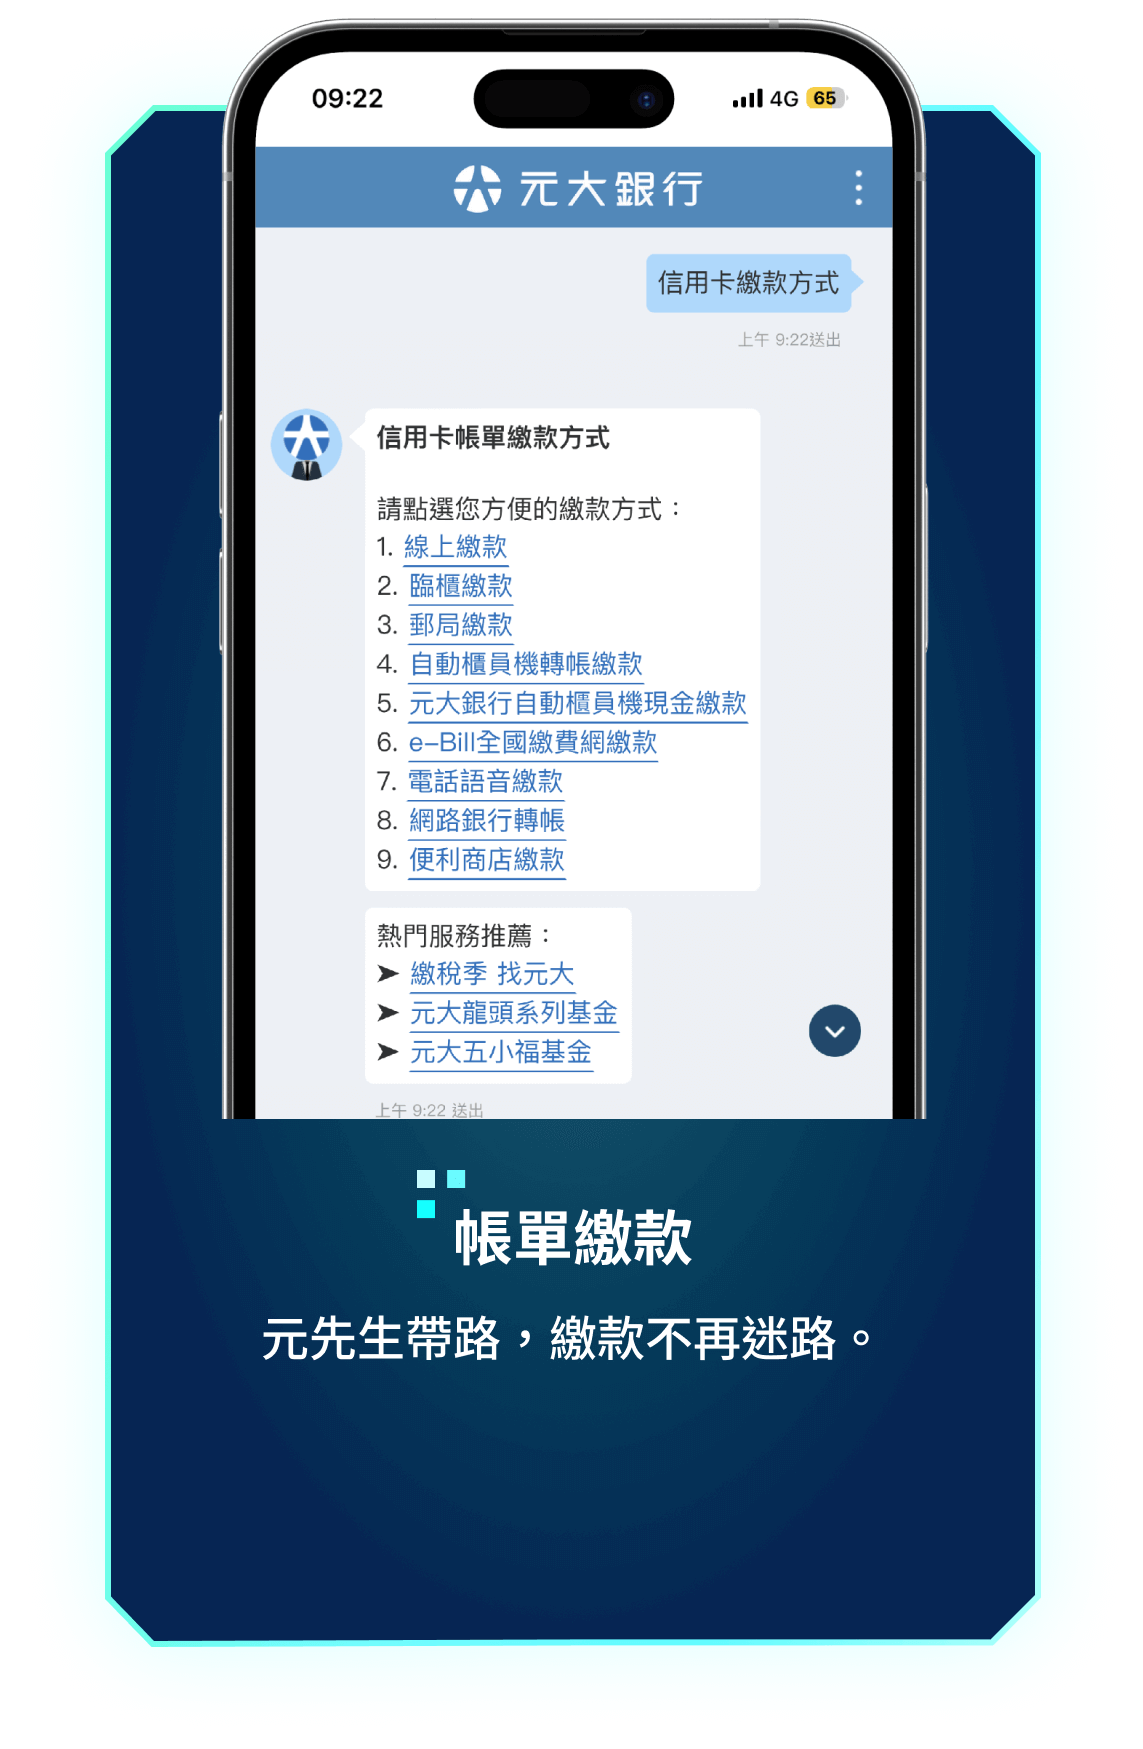 09:22
4G 65
元大銀行
信用卡繳款方式
上午 9:22送出
信用卡帳單繳款方式
請點選您方便的繳款方式：
1. 線上繳款
2. 臨櫃繳款
3. 郵局繳款
4. 自動櫃員機轉帳繳款
5. 元大銀行自動櫃員機現金繳款
6. e-Bill全國繳費網繳款
7. 電話語音繳款
8. 網路銀行轉帳
9. 便利商店繳款
熱門服務推薦：
➤ 繳稅季 找元大
➤ 元大龍頭系列基金
➤ 元大五小福基金
上午 9:22 送出
帳單繳款
元先生帶路，繳款不再迷路。